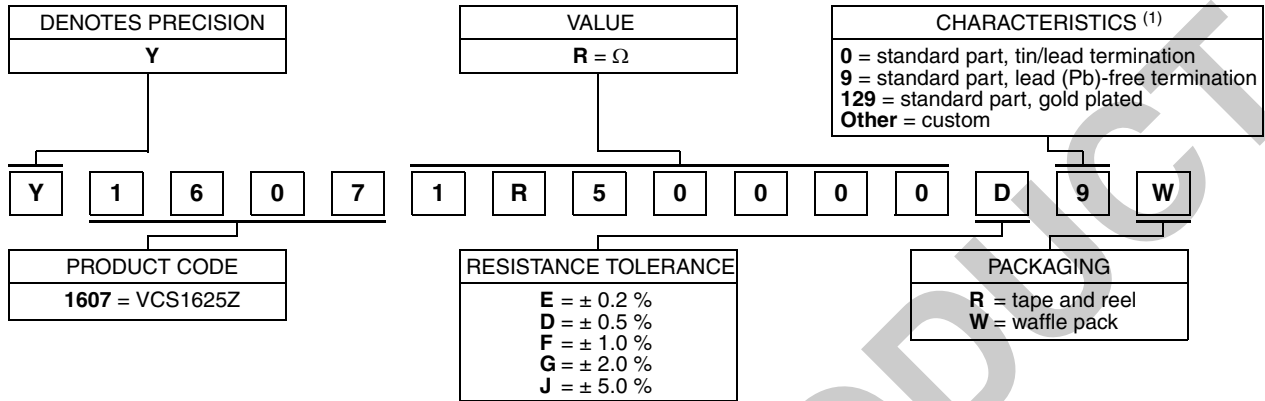 DENOTES PRECISION
Y
VALUE
R = Ω
CHARACTERISTICS (1)
0 = standard part, tin/lead termination
9 = standard part, lead (Pb)-free termination
129 = standard part, gold plated
Other = custom
Y 1 6 0 7 1 R 5 0 0 0 0 D 9 W
PRODUCT CODE
1607 = VCS1625Z
RESISTANCE TOLERANCE
E = ± 0.2 %
D = ± 0.5 %
F = ± 1.0 %
G = ± 2.0 %
J = ± 5.0 %
PACKAGING
R = tape and reel
W = waffle pack
ODUCT